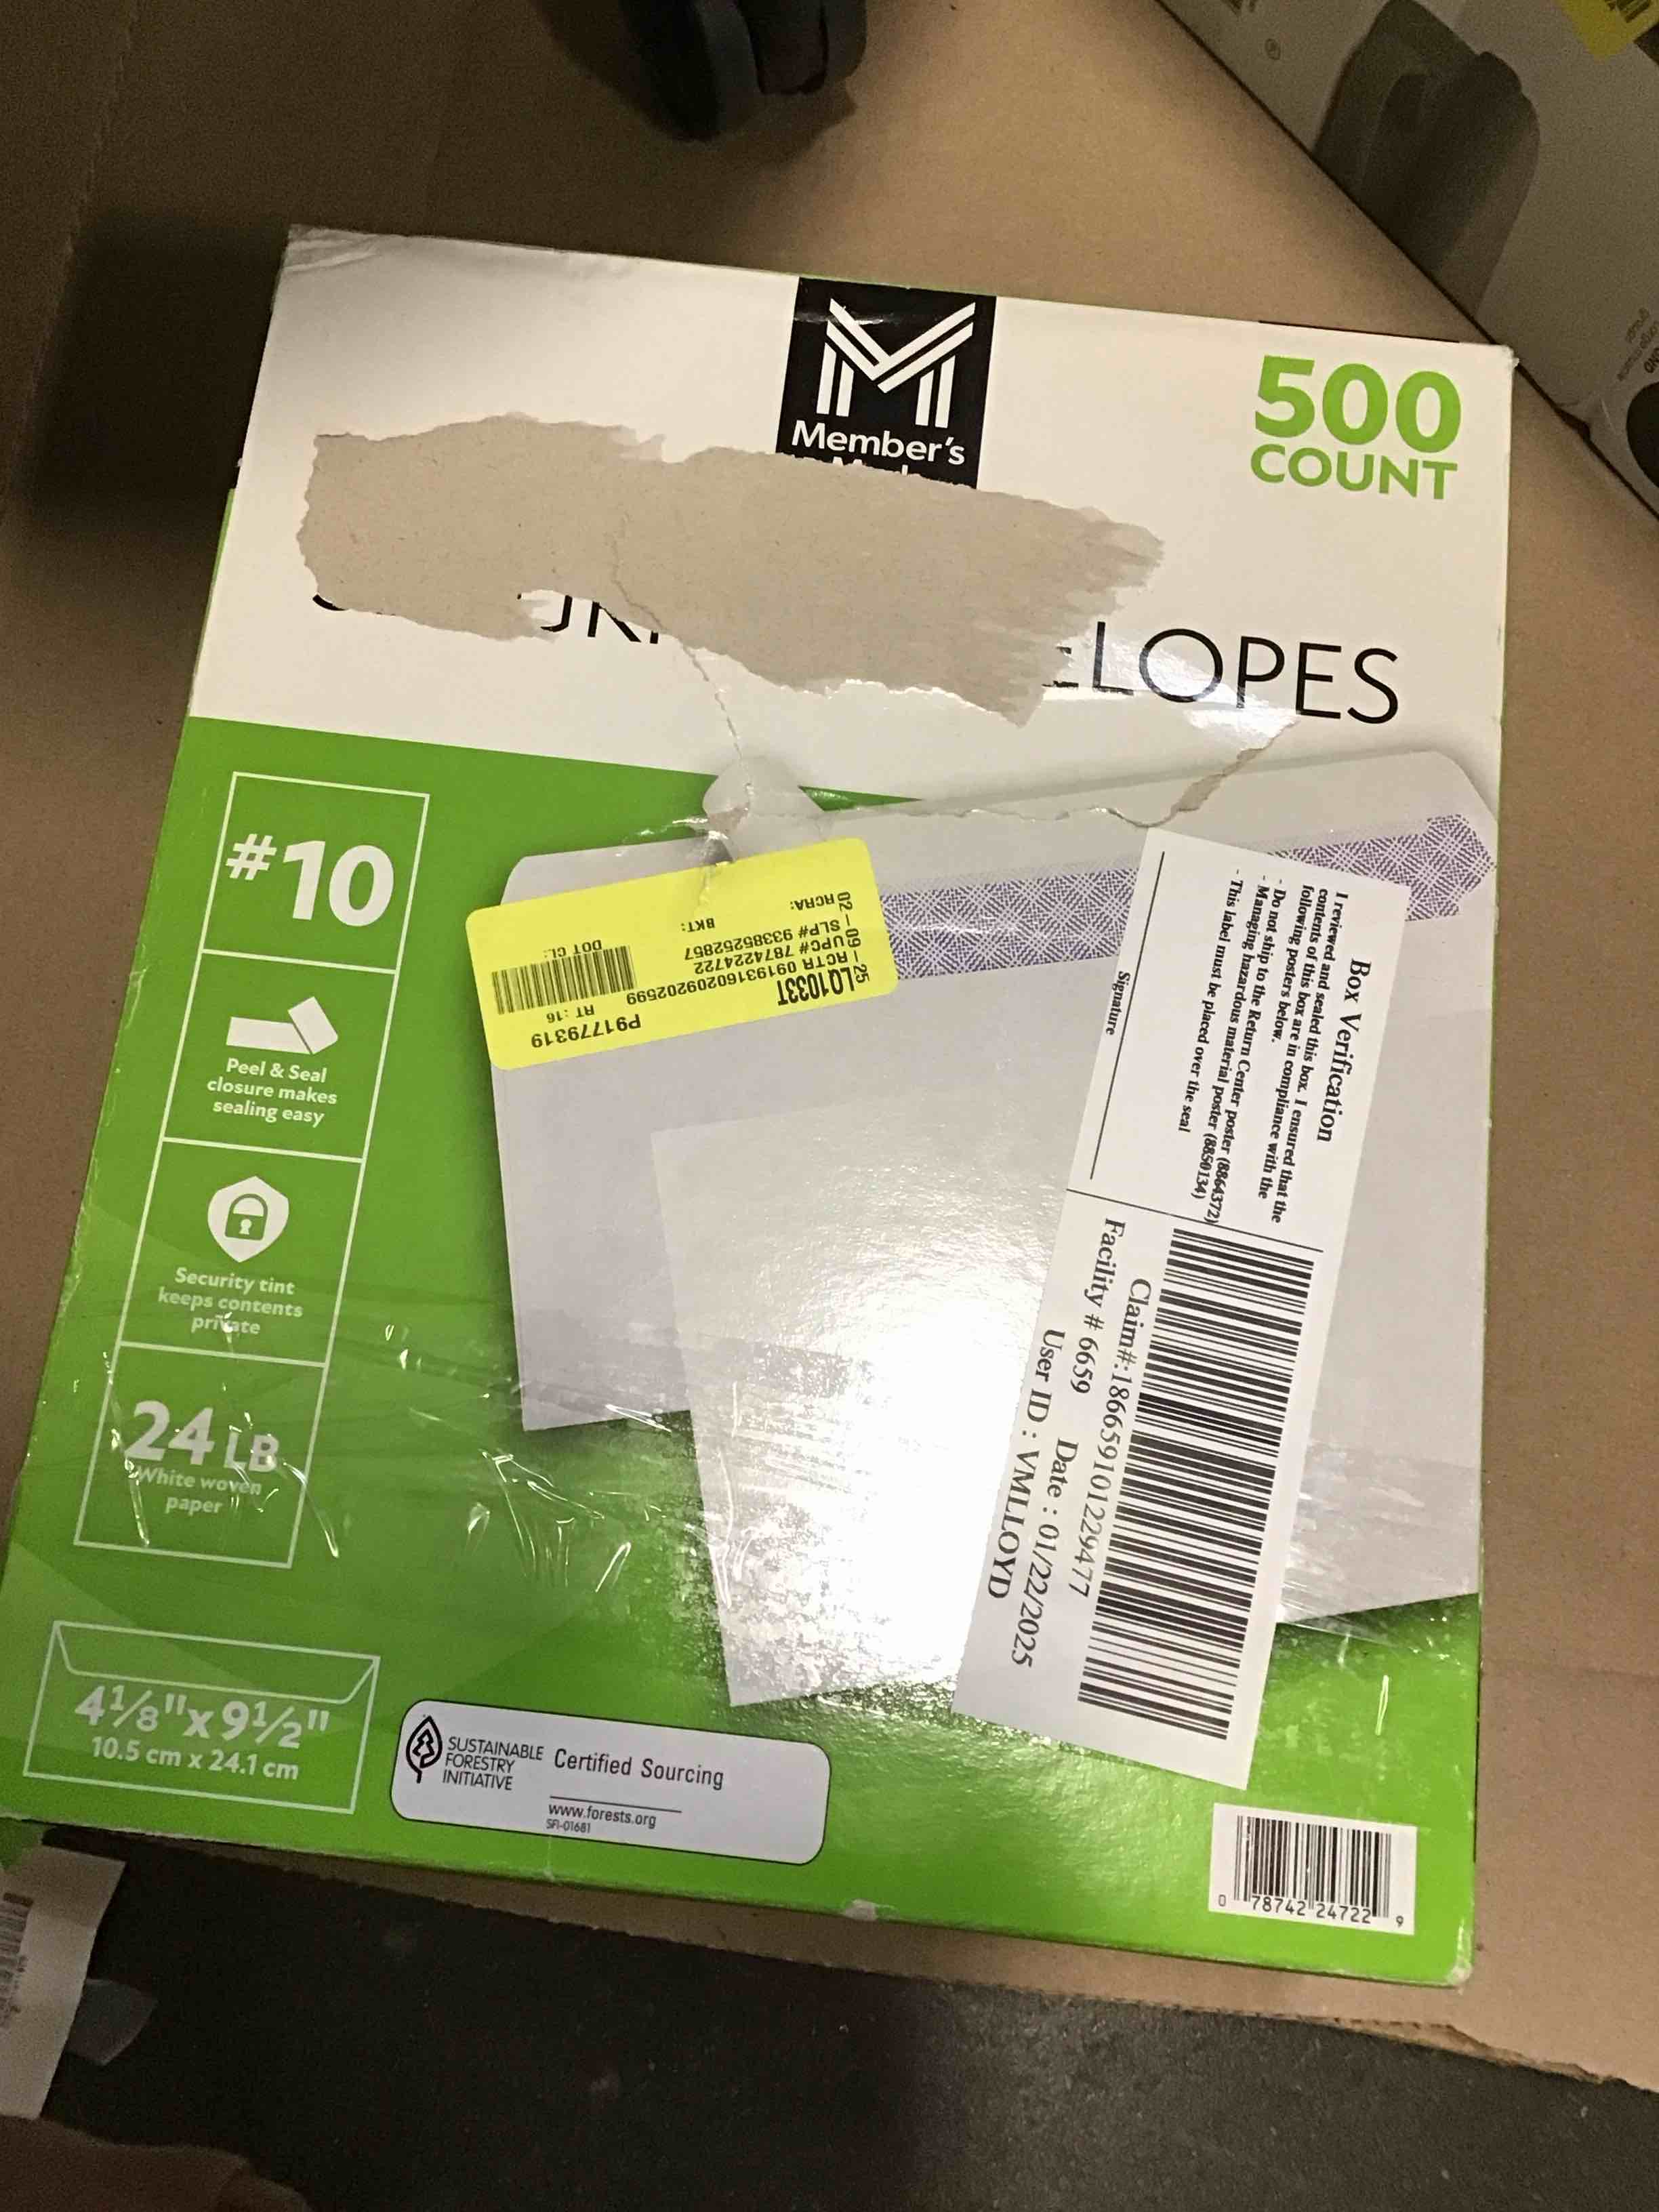 Member's
500
COUNT
ELOPES
#10
Peel & Seal
closure makes
sealing easy
Security tint
keeps contents
private
24 LB
White woven
paper
4 1/8" x 9 1/2"
10.5 cm x 24.1 cm
P91779319
RT :16
LQ1033T
DOT CL:
ACTR 09193160209202599
UPC# 7874224722
SLP# 93385252857
BKT:
RCRA:
02 - 09 - 25
Box Verification
I reviewed and sealed this box. I ensured that the
contents of this box are in compliance with the
following posters below.
- Do not ship to the Return Center poster (8864372)
- Managing hazardous material poster (8850134)
- This label must be placed over the seal
Signature
Claim#:186659101229477
Facility # 6659 Date : 01/22/2025
User ID : VMLLOYD
SUSTAINABLE
FORESTRY
INITIATIVE
Certified Sourcing
www.forests.org
SFI-01681
0 78742 24722 9